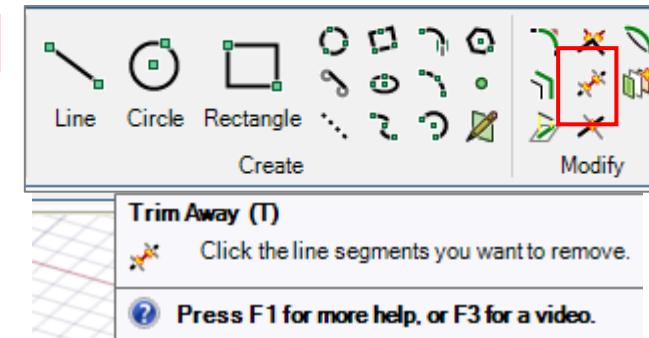 Line Circle Rectangle
Create Modify
Trim Away (T)
Click the line segments you want to remove.
Press F1 for more help, or F3 for a video.